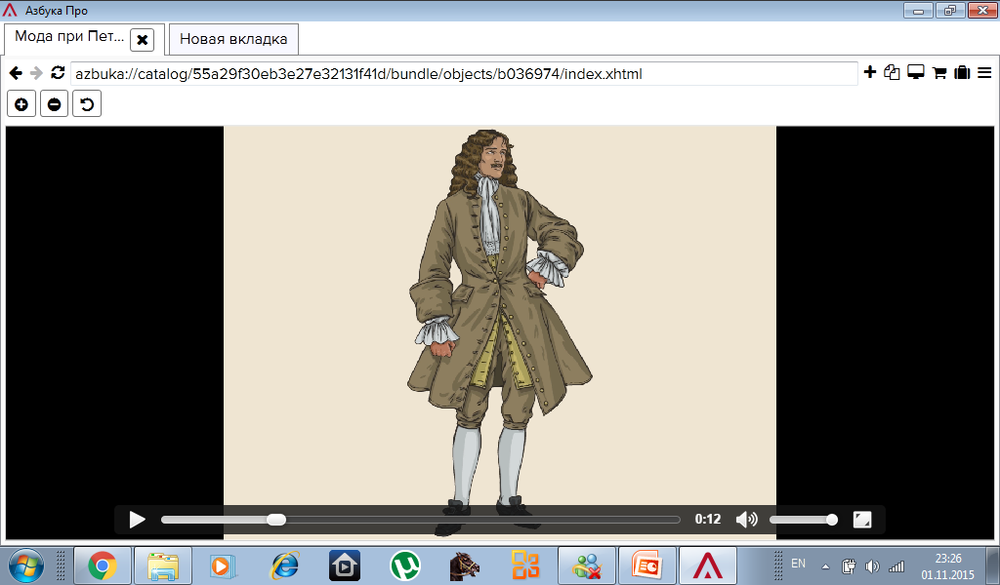 Азбука Про
Мода при Пет...
Новая вкладка
azbuka://catalog/55a29f30eb3e27e32131f41d/bundle/objects/b036974/index.xhtml
0:12
EN
23:26
01.11.2015